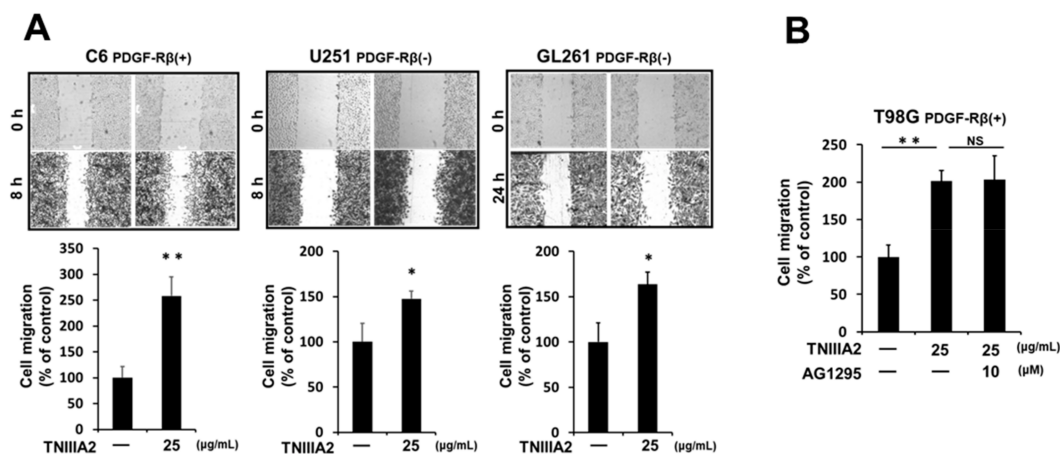 A
C6 PDGF-Rβ(+)
U251 PDGF-Rβ(-)
GL261 PDGF-Rβ(-)
0 h
8 h
0 h
8 h
0 h
24 h
Cell migration
(% of control)
350
300
250
200
150
100
50
0
**
TNIIIA2 — 25 (µg/mL)
Cell migration
(% of control)
200
150
100
50
0
*
TNIIIA2 — 25 (µg/mL)
Cell migration
(% of control)
200
150
100
50
0
*
TNIIIA2 — 25 (µg/mL)
B
T98G PDGF-Rβ(+)
** NS
Cell migration
(% of control)
250
200
150
100
50
0
TNIIIA2 — 25 25 (µg/mL)
AG1295 — — 10 (µM)